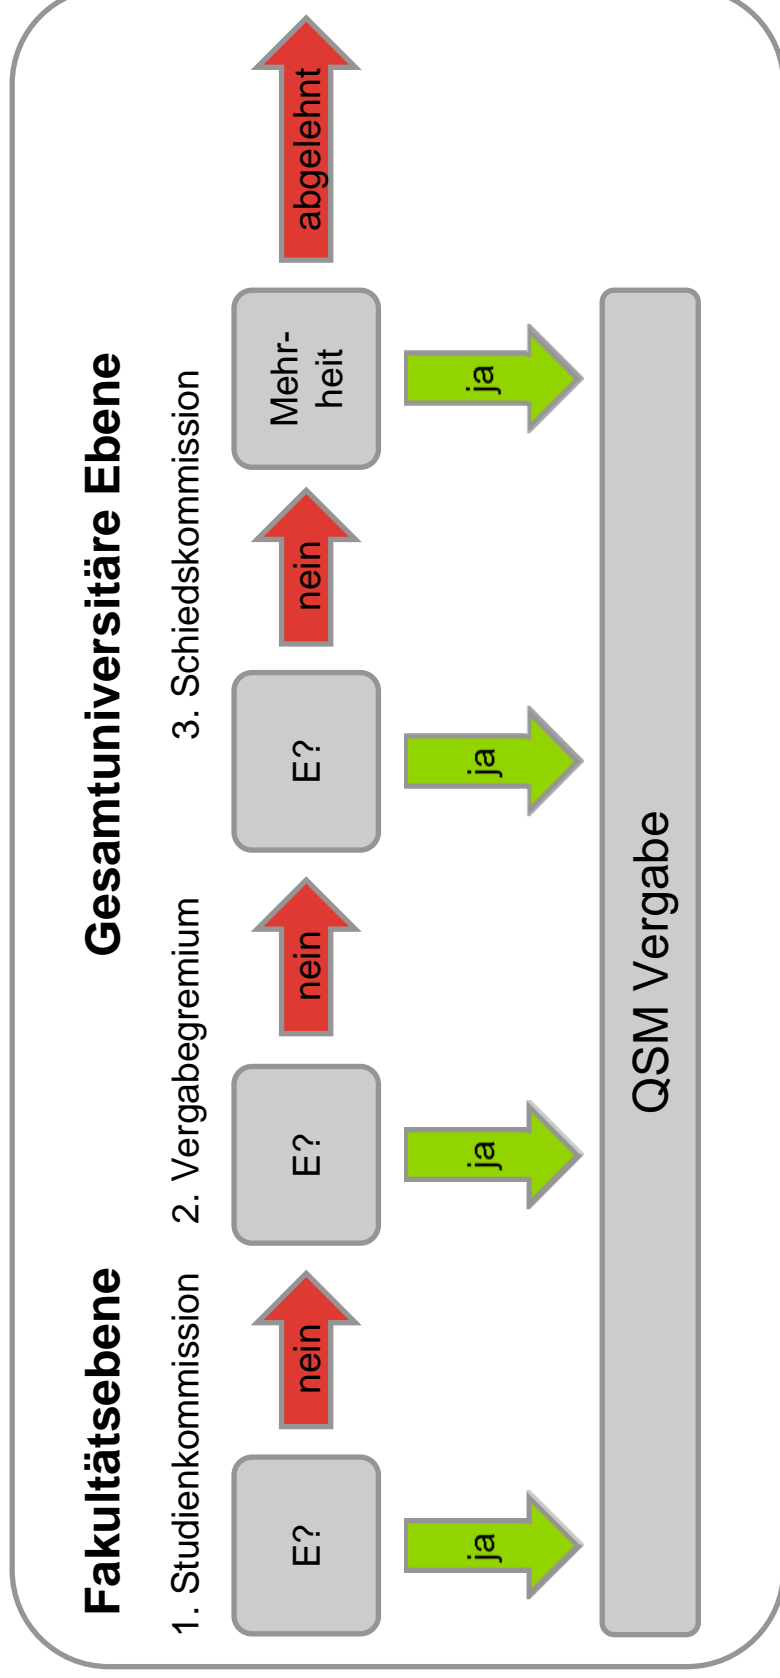 Fakultätsebene
Gesamtuniversitäre Ebene
1. Studienkommission
2. Vergabegremium
3. Schiedskommission
E?
nein
E?
nein
E?
nein
Mehr-
heit
abgelehnt
ja
ja
ja
ja
QSM Vergabe